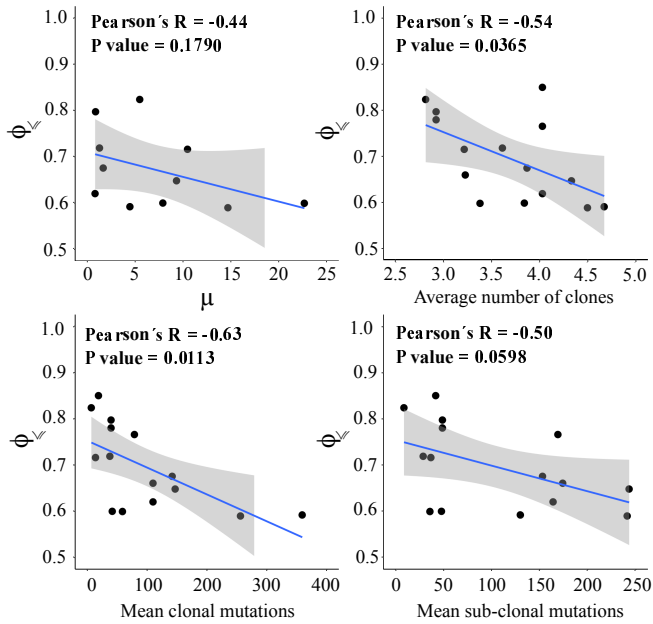 Pearson´s R = -0.44
P value = 0.1790
1.0
0.9
0.8
0.7
0.6
0.5
ϕ⩽
0 5 10 15 20 25
μ
Pearson´s R = -0.54
P value = 0.0365
1.0
0.9
0.8
0.7
0.6
0.5
ϕ⩽
2.5 3.0 3.5 4.0 4.5 5.0
Average number of clones
Pearson´s R = -0.63
P value = 0.0113
1.0
0.9
0.8
0.7
0.6
0.5
ϕ⩽
0 100 200 300 400
Mean clonal mutations
Pearson´s R = -0.50
P value = 0.0598
1.0
0.9
0.8
0.7
0.6
0.5
ϕ⩽
0 50 100 150 200 250
Mean sub-clonal mutations